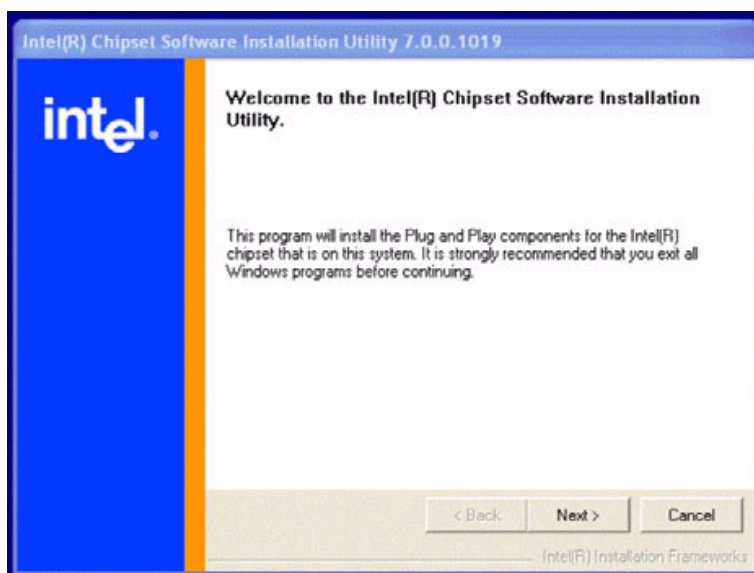 Intel(R) Chipset Software Installation Utility 7.0.0.1019
intel.
Welcome to the Intel(R) Chipset Software Installation
Utility.
This program will install the Plug and Play components for the Intel(R)
chipset that is on this system. It is strongly recommended that you exit all
Windows programs before continuing.
< Back
Next >
Cancel
Intel(R) Installation Frameworks